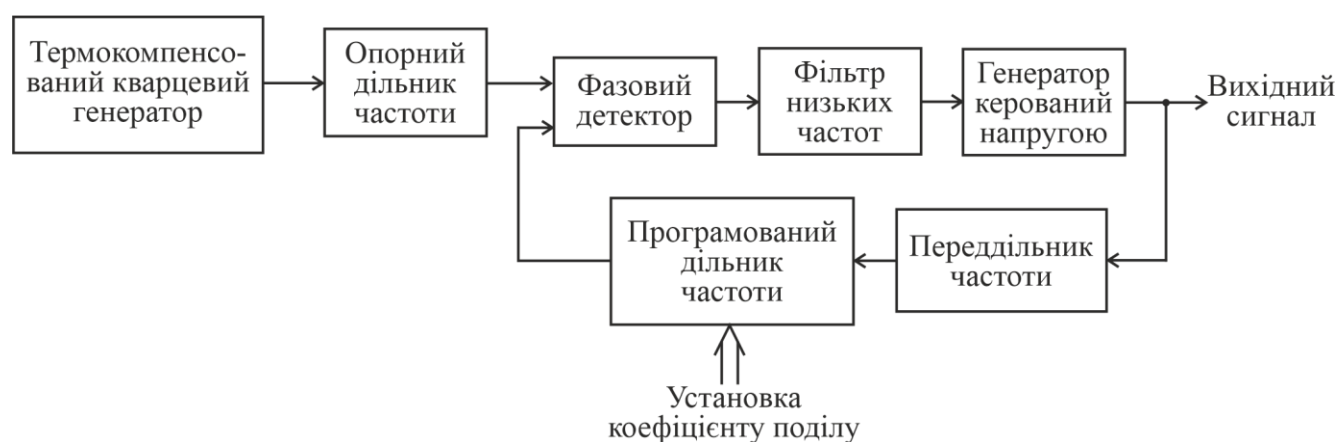 Термокомпенсо-
ваний кварцевий
генератор
Опорний
дільник
частоти
Фазовий
детектор
Фільтр
низьких
частот
Генератор
керований
напругою
Вихідний
сигнал
Програмований
дільник
частоти
Переддільник
частоти
Установка
коефіцієнту поділу